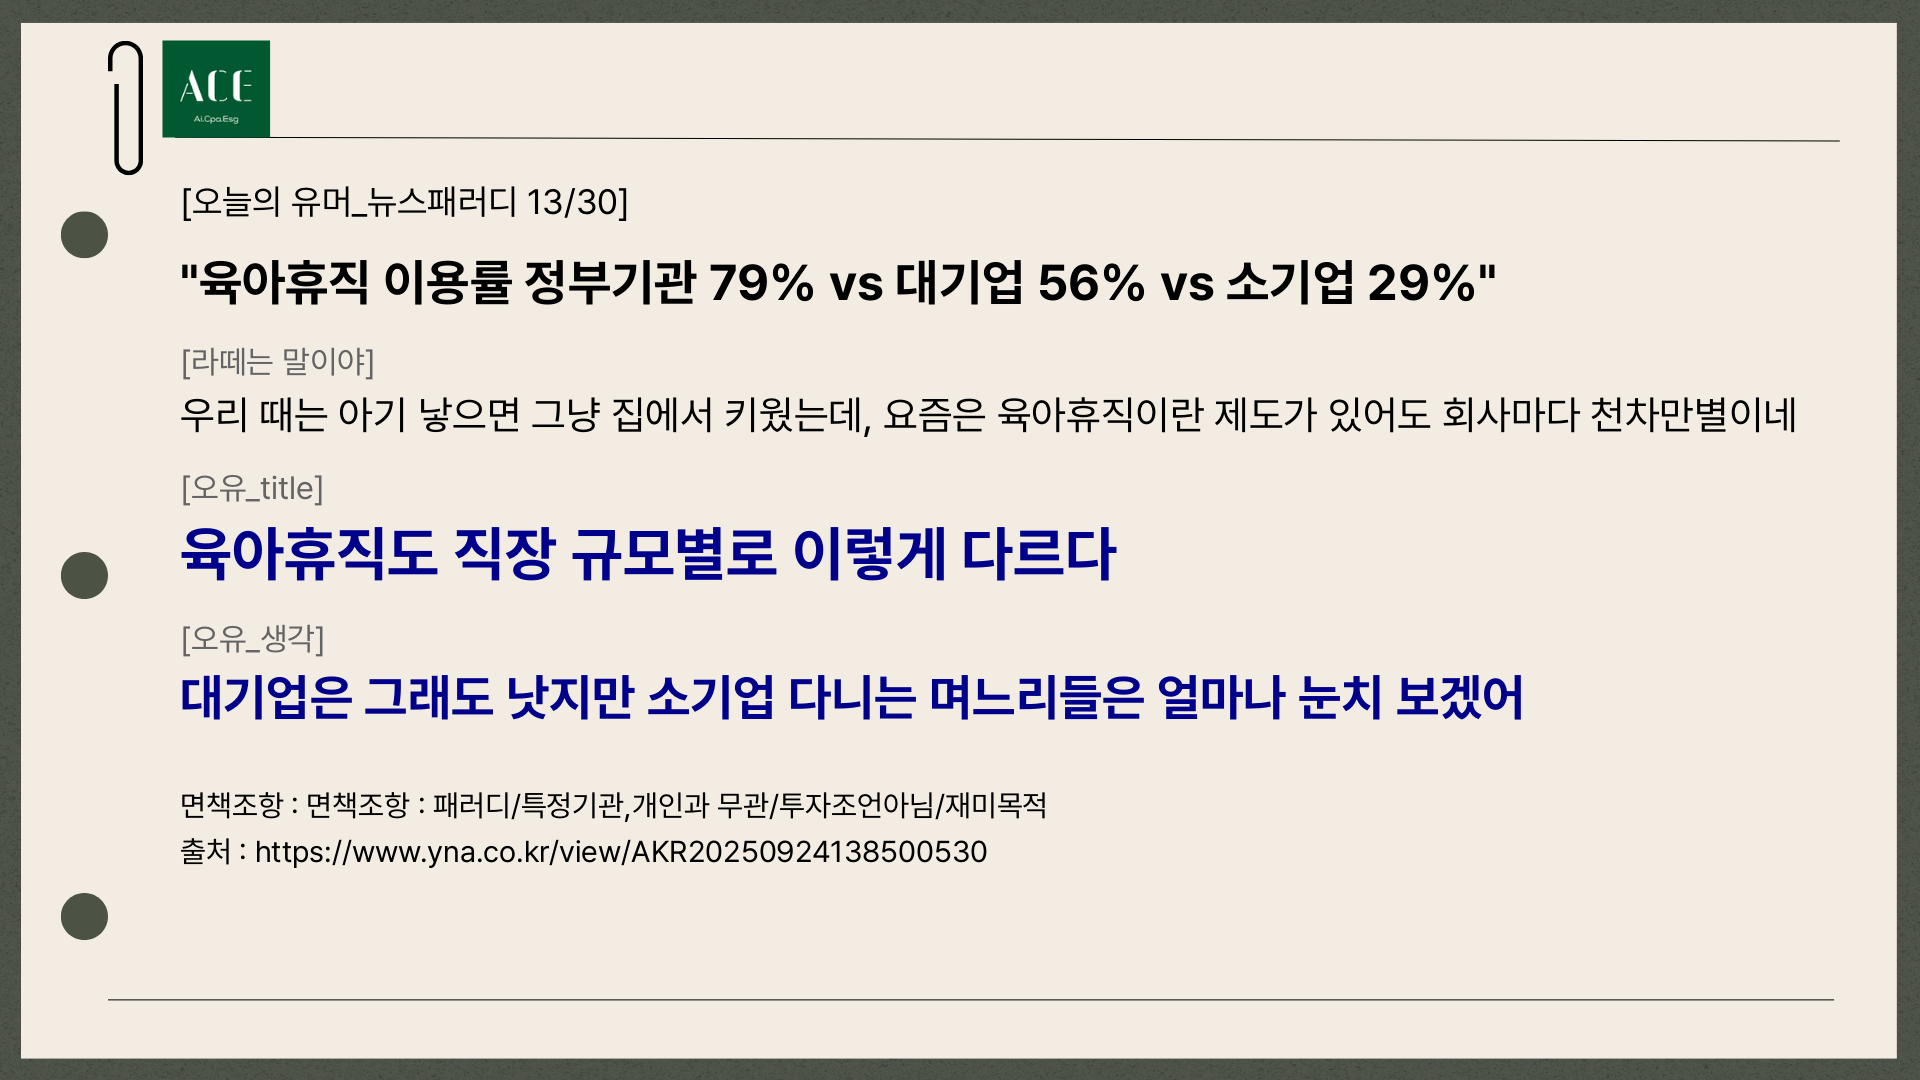 ACE
Ai.Cpa.Esg
[오늘의 유머_뉴스패러디 13/30]
"육아휴직 이용률 정부기관 79% vs 대기업 56% vs 소기업 29%"
[라떼는 말이야]
우리 때는 아기 낳으면 그냥 집에서 키웠는데, 요즘은 육아휴직이란 제도가 있어도 회사마다 천차만별이네
[오유_title]
육아휴직도 직장 규모별로 이렇게 다르다
[오유_생각]
대기업은 그래도 낫지만 소기업 다니는 며느리들은 얼마나 눈치 보겠어
면책조항 : 면책조항 : 패러디/특정기관,개인과 무관/투자조언아님/재미목적
출처 : https://www.yna.co.kr/view/AKR20250924138500530